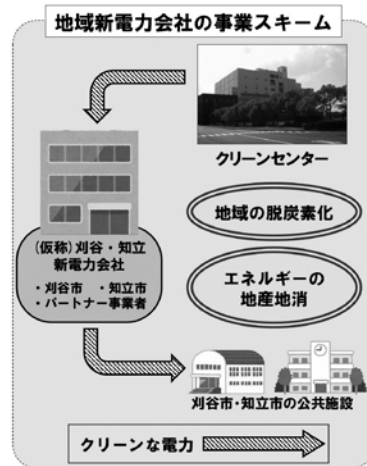 地域新電力会社の事業スキーム
クリーンセンター
地域の脱炭素化
(仮称)刈谷・知立
新電力会社
・刈谷市 ・知立市
・パートナー事業者
エネルギーの
地産地消
刈谷市・知立市の公共施設
クリーンな電力